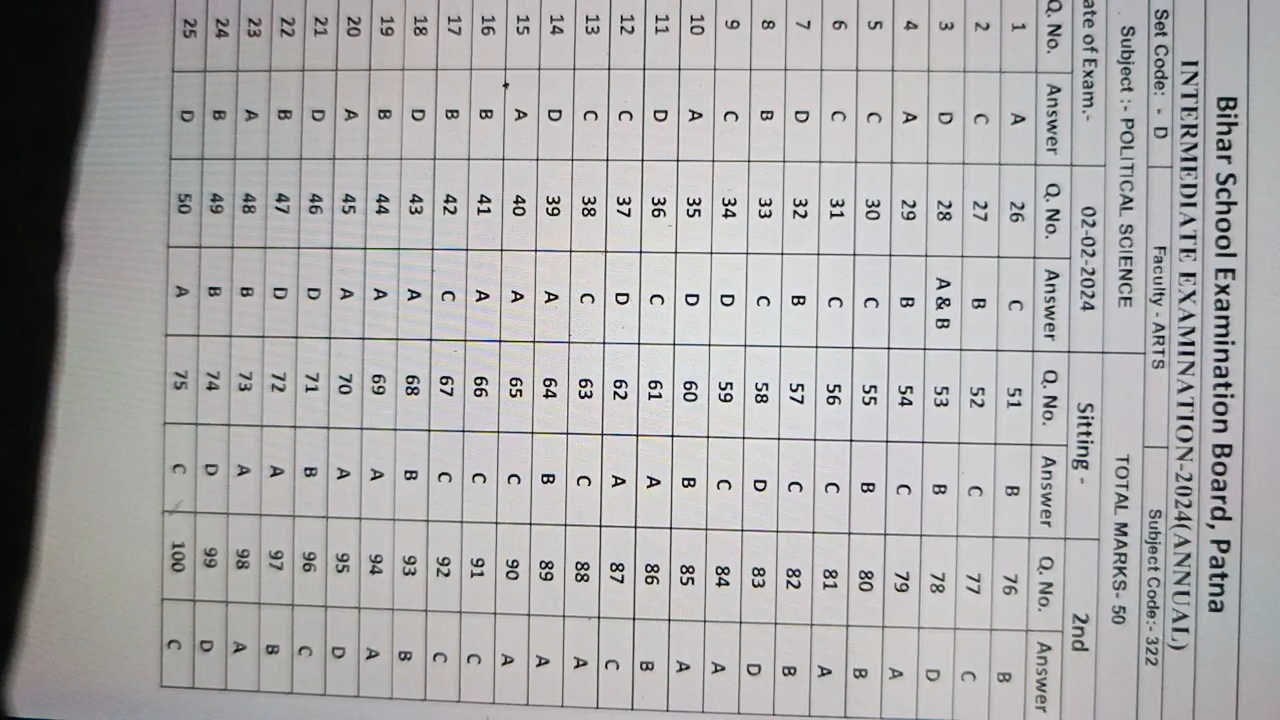 Bihar School Examination Board, Patna
INTERMEDIATE EXAMINATION-2024(ANNUAL)
Set Code: - D Faculty - ARTS Subject Code:- 322
Subject :- POLITICAL SCIENCE TOTAL MARKS- 50
ate of Exam.- 02-02-2024 Sitting - 2nd
Q. No. Answer Q. No. Answer Q. No. Answer Q. No. Answer
1 A 26 C 51 B 76 B
2 C 27 B 52 C 77 C
3 D 28 A & B 53 B 78 D
4 A 29 B 54 C 79 A
5 C 30 C 55 B 80 B
6 C 31 C 56 C 81 A
7 D 32 B 57 C 82 B
8 B 33 C 58 D 83 D
9 C 34 D 59 C 84 A
10 A 35 D 60 B 85 A
11 D 36 C 61 A 86 B
12 C 37 D 62 A 87 C
13 C 38 C 63 C 88 A
14 D 39 A 64 B 89 A
15 A 40 A 65 C 90 A
16 B 41 A 66 C 91 C
17 B 42 C 67 C 92 C
18 D 43 A 68 B 93 B
19 B 44 A 69 A 94 A
20 A 45 A 70 A 95 D
21 D 46 D 71 B 96 C
22 B 47 D 72 A 97 B
23 A 48 B 73 A 98 A
24 B 49 B 74 D 99 D
25 D 50 A 75 C 100 C